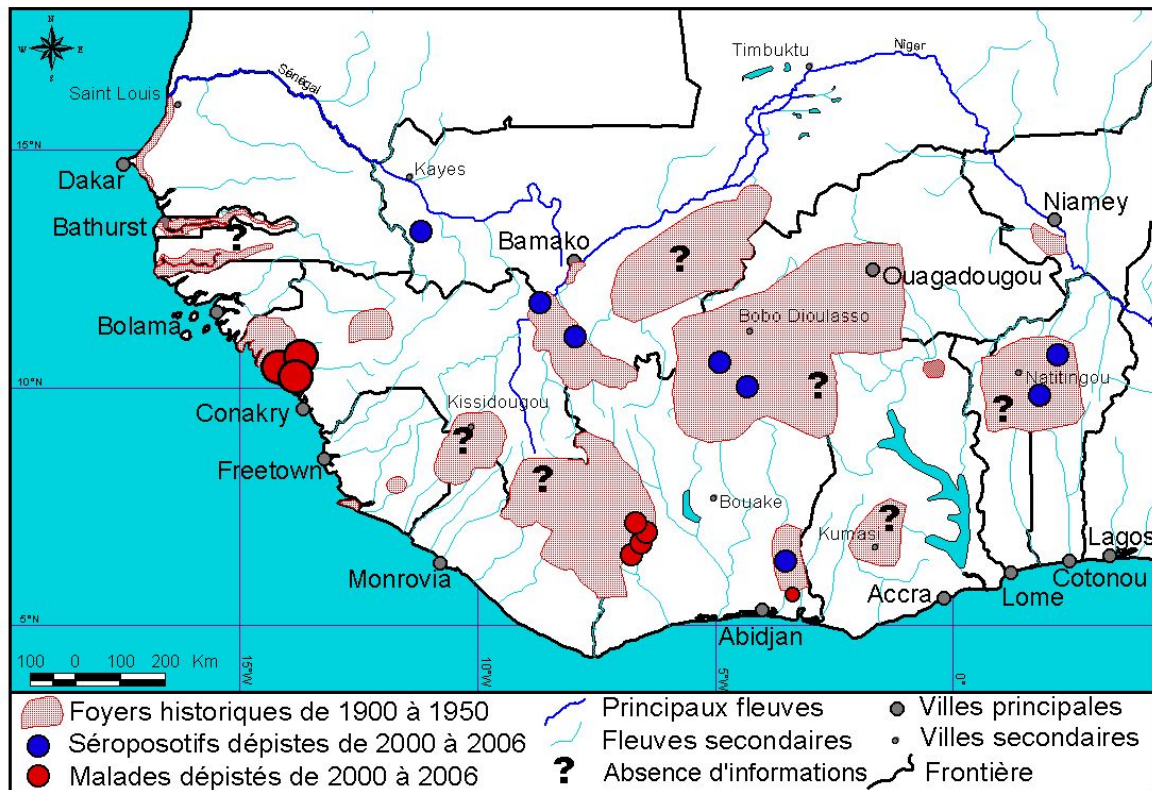 N
W E
S
Timbuktu
Niger
Sénégal
Saint Louis
15°N
Kayes
Dakar
Niamey
Bathurst
?
Bamako
?
Ouagadougou
Bolama
Bobo Dioulasso
10°N
?
Natitingou
?
Conakry
Kissidougou
?
?
Freetown
Bouake
?
Kumasi
Lagos
Monrovia
Accra
Cotonou
Lome
5°N
Abidjan
100 0 100 200 Km
15°W
10°W
5°W
0°
Foyers historiques de 1900 à 1950
Séroposotifs dépistes de 2000 à 2006
Malades dépistés de 2000 à 2006
Principaux fleuves
Fleuves secondaires
? Absence d'informations
Villes principales
Villes secondaires
Frontière